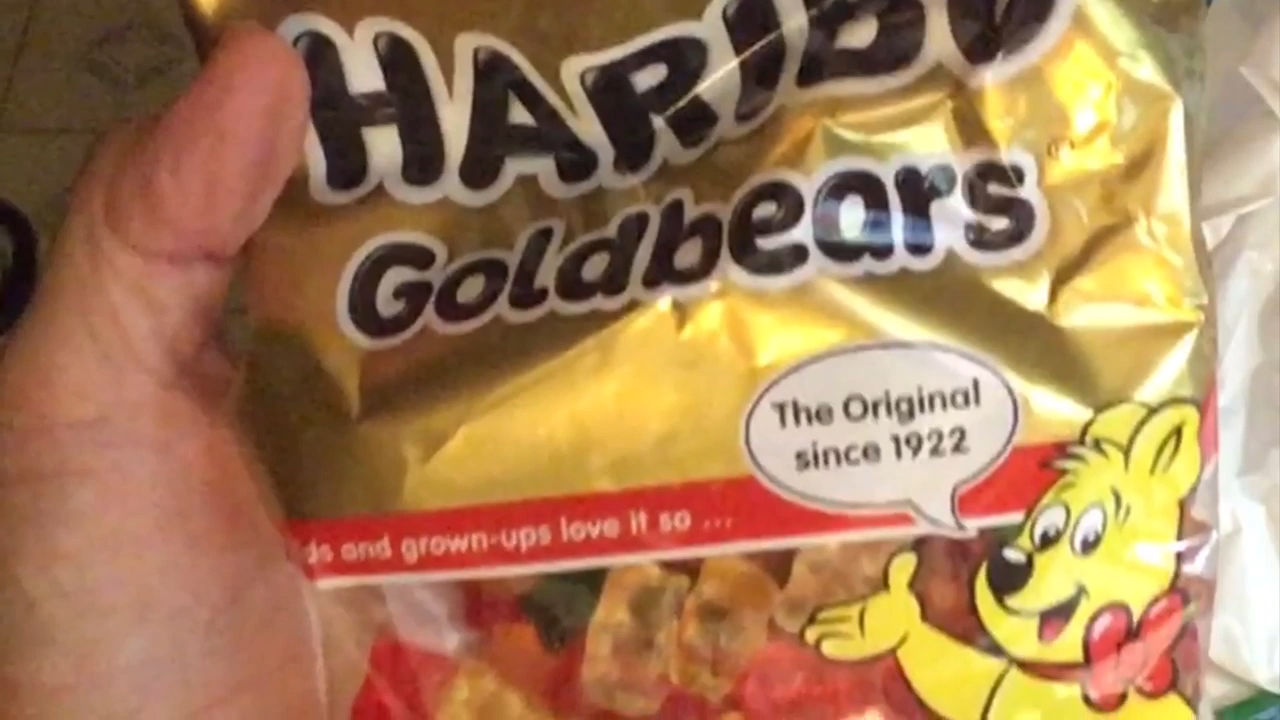 HARIBO
Goldbears
The Original
since 1922
ds and grown-ups love it so ...